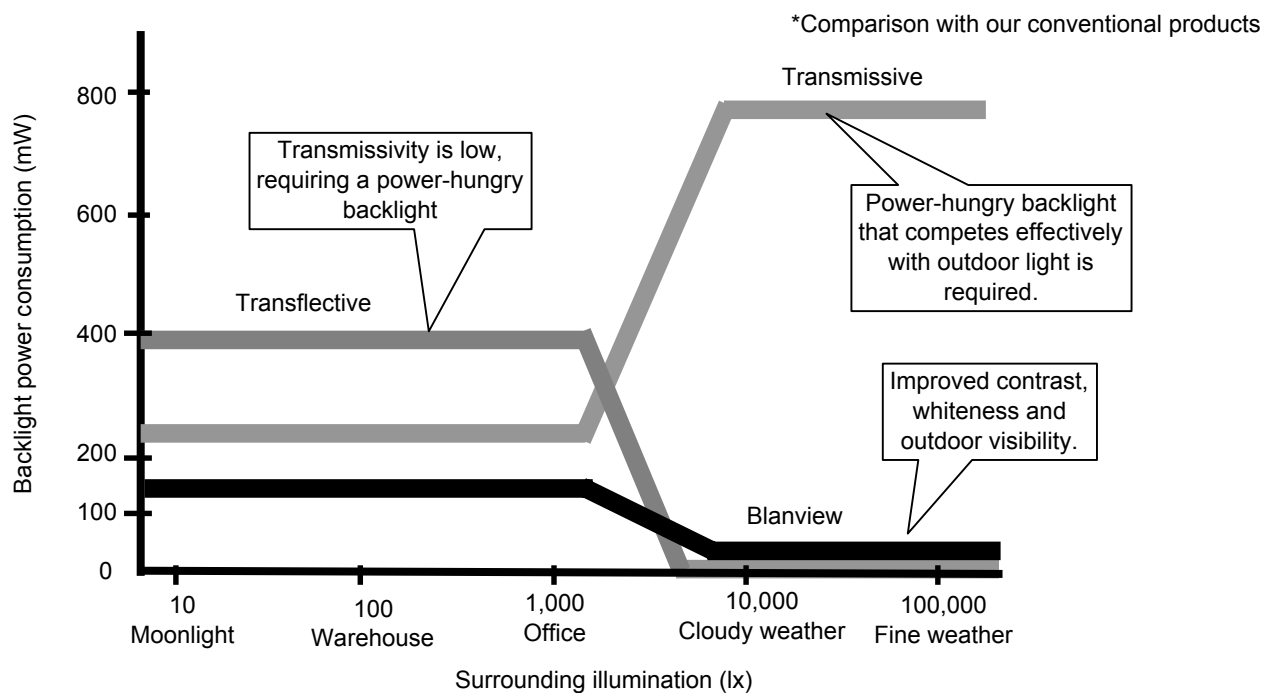 *Comparison with our conventional products
Transmissive
Backlight power consumption (mW)
800
600
400
200
100
0
Transmissivity is low,
requiring a power-hungry
backlight
Power-hungry backlight
that competes effectively
with outdoor light is
required.
Transflective
Improved contrast,
whiteness and
outdoor visibility.
Blanview
10
Moonlight
100
Warehouse
1,000
Office
10,000
Cloudy weather
100,000
Fine weather
Surrounding illumination (lx)